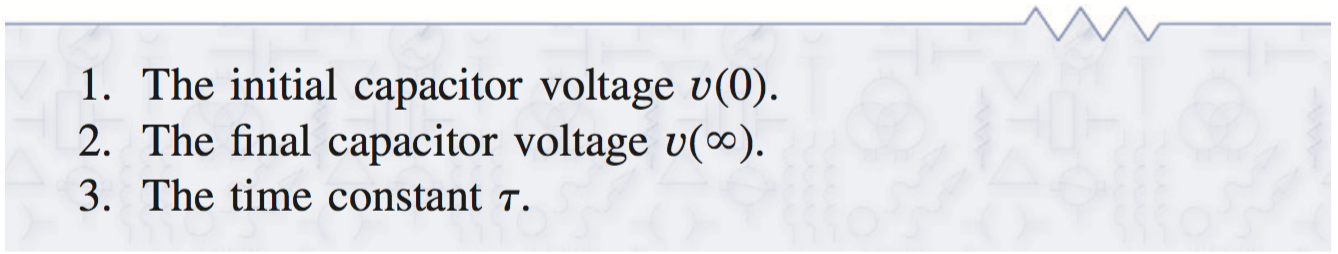 1. The initial capacitor voltage v(0).
2. The final capacitor voltage v(∞).
3. The time constant τ.